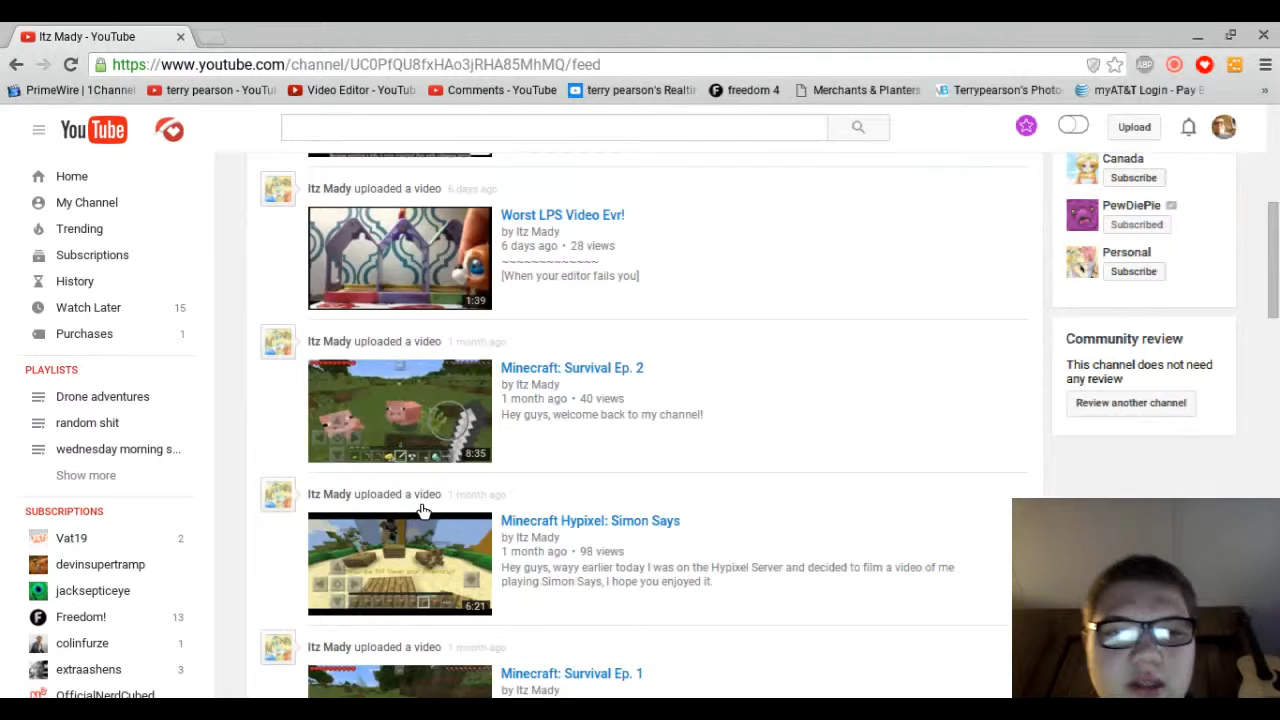 Itz Mady - YouTube
https://www.youtube.com/channel/UC0PfQU8fxHAo3jRHA85MhMQ/feed
PrimeWire | 1Channel
terry pearson - YouTu
Video Editor - YouTub
Comments - YouTube
terry pearson's Realti
freedom 4
Merchants & Planters
Terrypearson's Photo
myAT&T Login - Pay B
»
YouTube
Upload
Home
My Channel
Trending
Subscriptions
History
Watch Later 15
Purchases 1
PLAYLISTS
Drone adventures
random shit
wednesday morning s...
Show more
SUBSCRIPTIONS
Vat19 2
devinsupertramp
jacksepticeye
Freedom! 13
colinfurze 1
extraashens 3
OfficialNerdCubed
Itz Mady uploaded a video 6 days ago
1:39
Worst LPS Video Evr!
by Itz Mady
6 days ago • 28 views
~~~~~~~~~~~~~~
[When your editor fails you]
Itz Mady uploaded a video 1 month ago
8:35
Minecraft: Survival Ep. 2
by Itz Mady
1 month ago • 40 views
Hey guys, welcome back to my channel!
Itz Mady uploaded a video 1 month ago
6:21
Minecraft Hypixel: Simon Says
by Itz Mady
1 month ago • 98 views
Hey guys, wayy earlier today I was on the Hypixel Server and decided to film a video of me
playing Simon Says, I hope you enjoyed it.
Itz Mady uploaded a video 1 month ago
Minecraft: Survival Ep. 1
by Itz Mady
Canada
Subscribe
PewDiePie
Subscribed
Personal
Subscribe
Community review
This channel does not need
any review
Review another channel
ABP